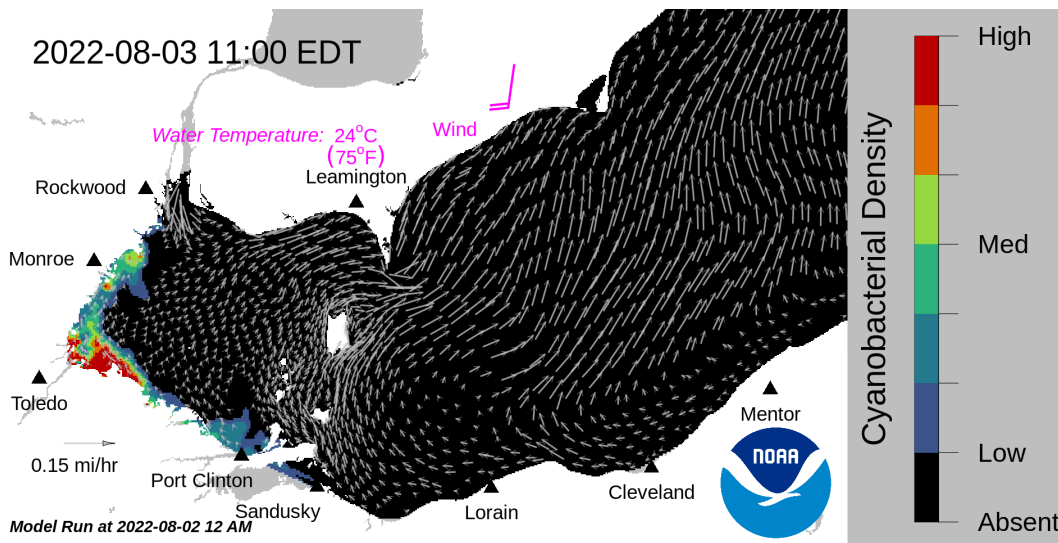 2022-08-03 11:00 EDT
High
Water Temperature: 24°C
(75°F)
Wind
Leamington
Rockwood
Cyanobacterial Density
Med
Monroe
Toledo
Mentor
0.15 mi/hr
NOAA
Low
Port Clinton
Cleveland
Sandusky
Lorain
Model Run at 2022-08-02 12 AM
Absent